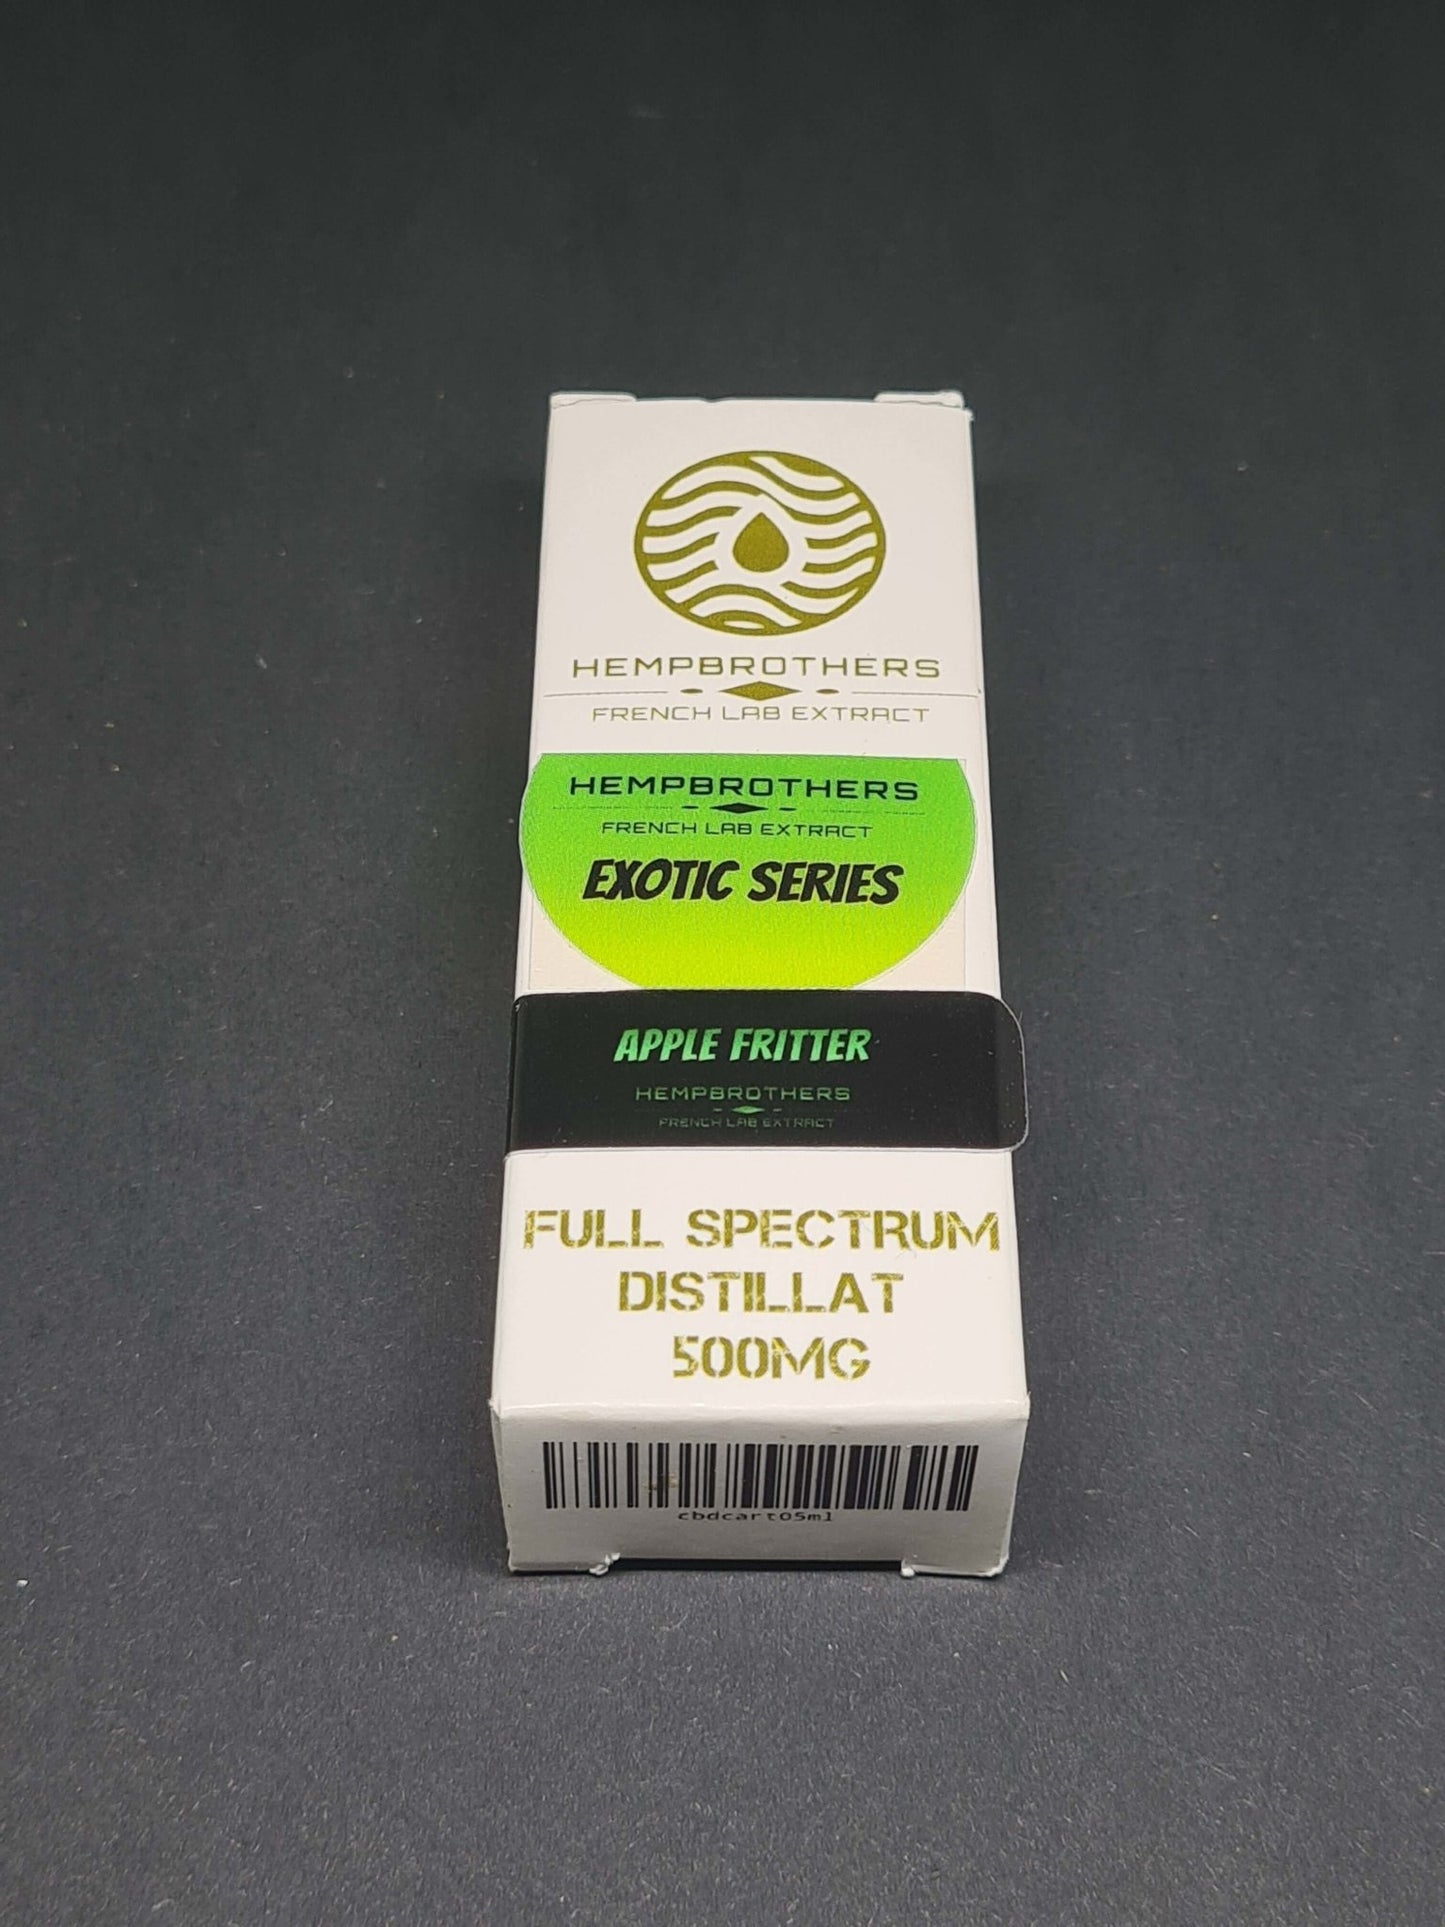 HEMPBROTHERS
FRENCH LAB EXTRACT
HEMPBROTHERS
FRENCH LAB EXTRACT
EXOTIC SERIES
APPLE FRITTER
HEMPBROTHERS
FRENCH LAB EXTRACT
FULL SPECTRUM
DISTILLAT
500MG
cbdcart05ml